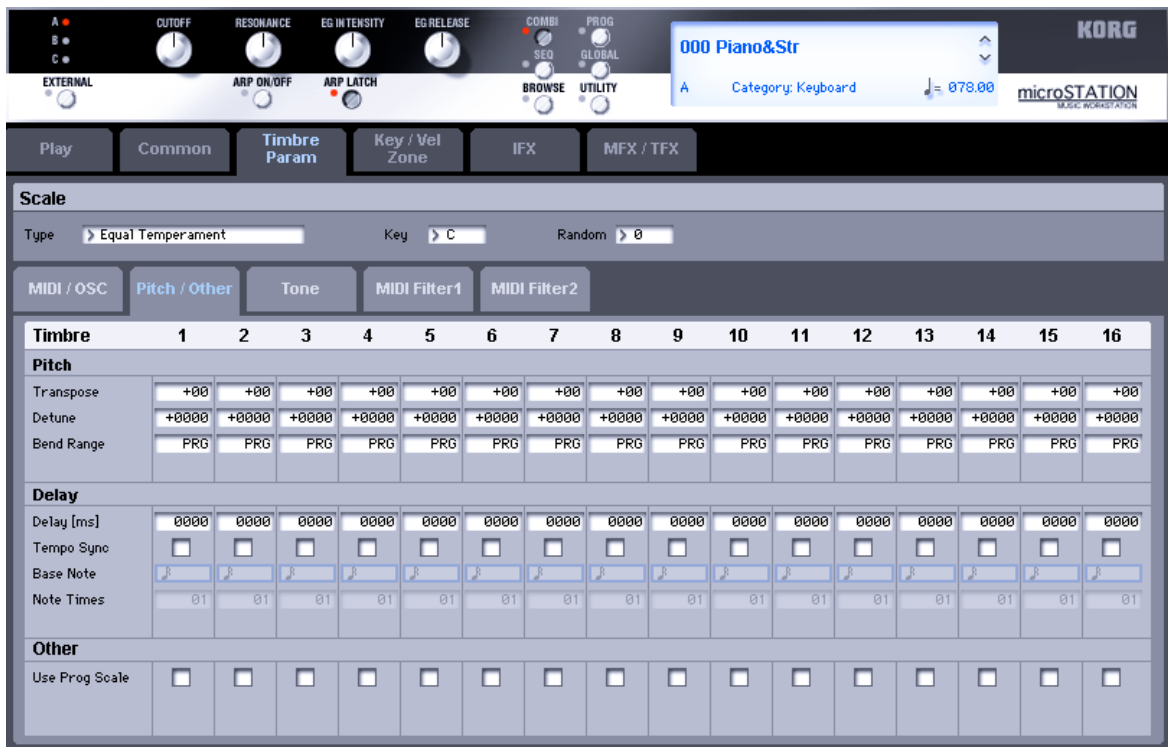 A CUTOFF RESONANCE EG INTENSITY EG RELEASE COMBI PROG KORG
B SEQ GLOBAL 000 Piano&Str
C
EXTERNAL ARP ON/OFF ARP LATCH BROWSE UTILITY A Category: Keyboard ♩= 078.00 microSTATION
MUSIC WORKSTATION
Play Common Timbre Param Key / Vel Zone IFX MFX / TFX
Scale
Type Equal Temperament Key C Random 0
MIDI / OSC Pitch / Other Tone MIDI Filter1 MIDI Filter2
Timbre 1 2 3 4 5 6 7 8 9 10 11 12 13 14 15 16
Pitch
Transpose +00 +00 +00 +00 +00 +00 +00 +00 +00 +00 +00 +00 +00 +00 +00 +00
Detune +0000 +0000 +0000 +0000 +0000 +0000 +0000 +0000 +0000 +0000 +0000 +0000 +0000 +0000 +0000 +0000
Bend Range PRG PRG PRG PRG PRG PRG PRG PRG PRG PRG PRG PRG PRG PRG PRG PRG
Delay
Delay [ms] 0000 0000 0000 0000 0000 0000 0000 0000 0000 0000 0000 0000 0000 0000 0000 0000
Tempo Sync
Base Note
Note Times 01 01 01 01 01 01 01 01 01 01 01 01 01 01 01 01
Other
Use Prog Scale